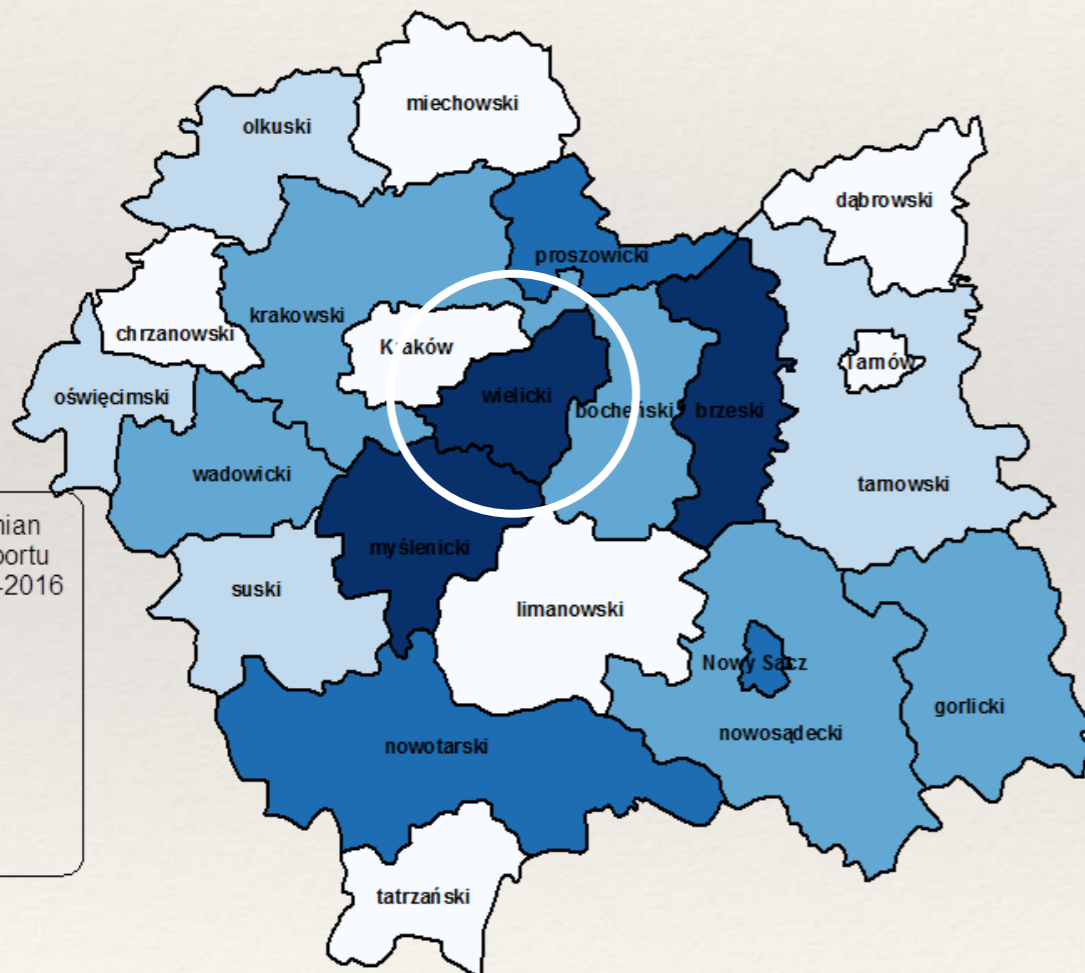 miechowski
olkuski
dąbrowski
proszowicki
krakowski
chrzanowski
Kraków
Tarnów
oświęcimski
wielicki
bocheński
brzeski
wadowicki
tarnowski
mian
portu
-2016
myślenicki
suski
limanowski
Nowy Sącz
gorlicki
nowosądecki
nowotarski
tatrzański